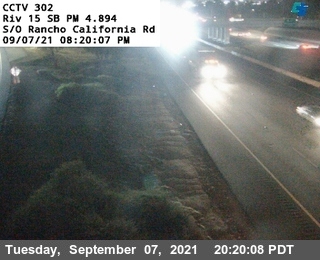 CCTV 302
Riv 15 SB PM 4.894
S/O Rancho California Rd
09/07/21 08:20:07 PM
Tuesday, September 07, 2021 20:20:08 PDT